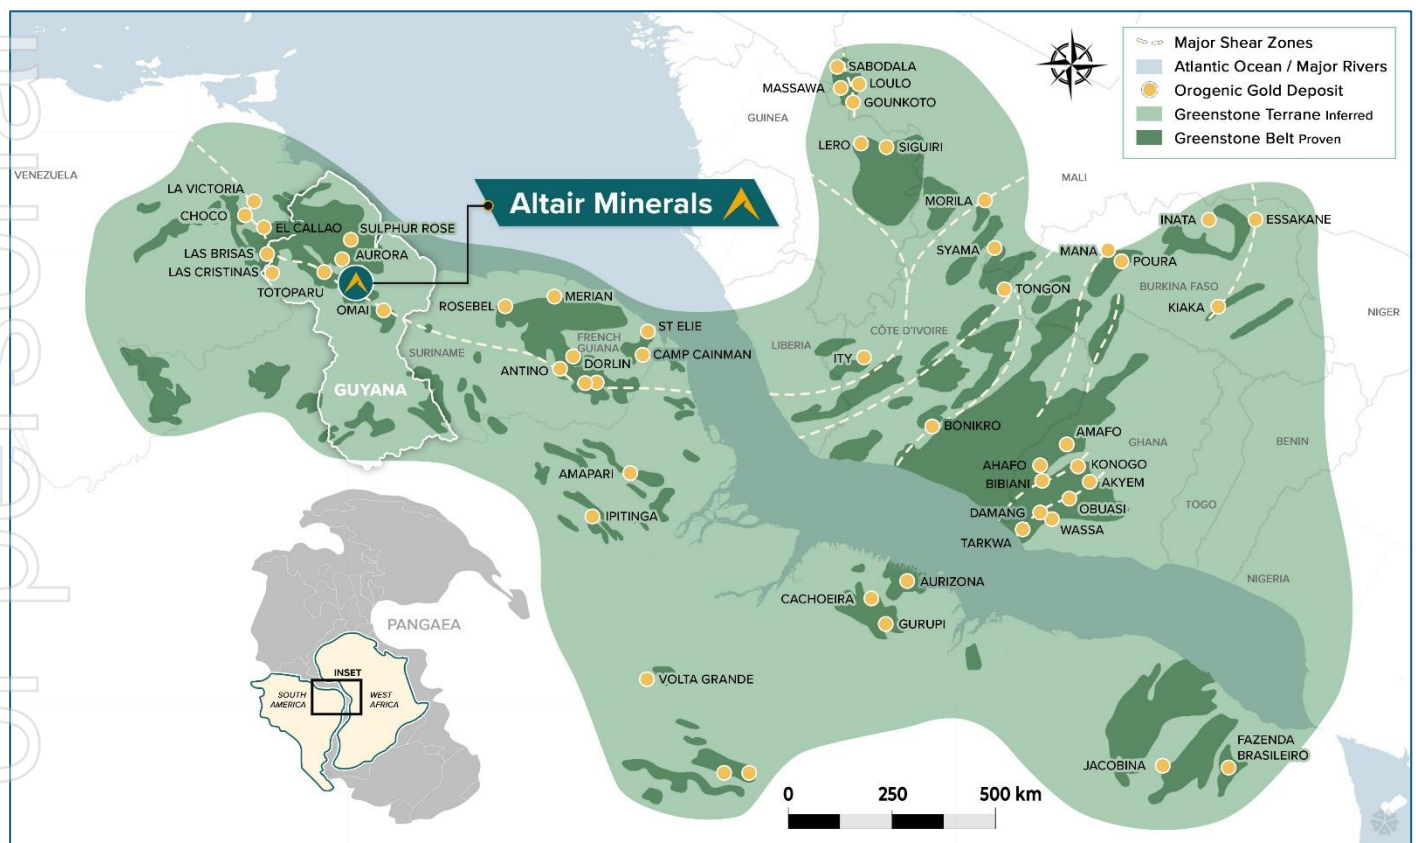 Major Shear Zones
Atlantic Ocean / Major Rivers
Orogenic Gold Deposit
Greenstone Terrane Inferred
Greenstone Belt Proven
Altair Minerals
VENEZUELA
LA VICTORIA
CHOCO
EL CALLAO
SULPHUR ROSE
LAS BRISAS
AURORA
LAS CRISTINAS
TOTOPARU
OMAI
GUYANA
SURINAME
ROSEBEL
MERIAN
ST ELIE
FRENCH
GUIANA
CAMP CAINMAN
DORLIN
ANTINO
AMAPARI
IPITINGA
GUINEA
SABODALA
MASSAWA
LOULO
GOUNKOTO
LERO
SIGUIRI
MALI
MORILA
SYAMA
TONGON
MANA
POURA
INATA
ESSAKANE
BURKINA FASO
KIAKA
NIGER
LIBERIA
CÔTE D'IVOIRE
ITY
BONIKRO
AMAFO
GHANA
BENIN
AHAFO
KONOGO
BIBIANI
AKYEM
OBUASI
DAMANG
WASSA
TARKWA
TOGO
NIGERIA
AURIZONA
CACHOEIRA
GURUPI
VOLTA GRANDE
JACOBINA
FAZENDA
BRASILEIRO
PANGAEA
INSET
SOUTH
AMERICA
WEST
AFRICA
0 250 500 km
or personal